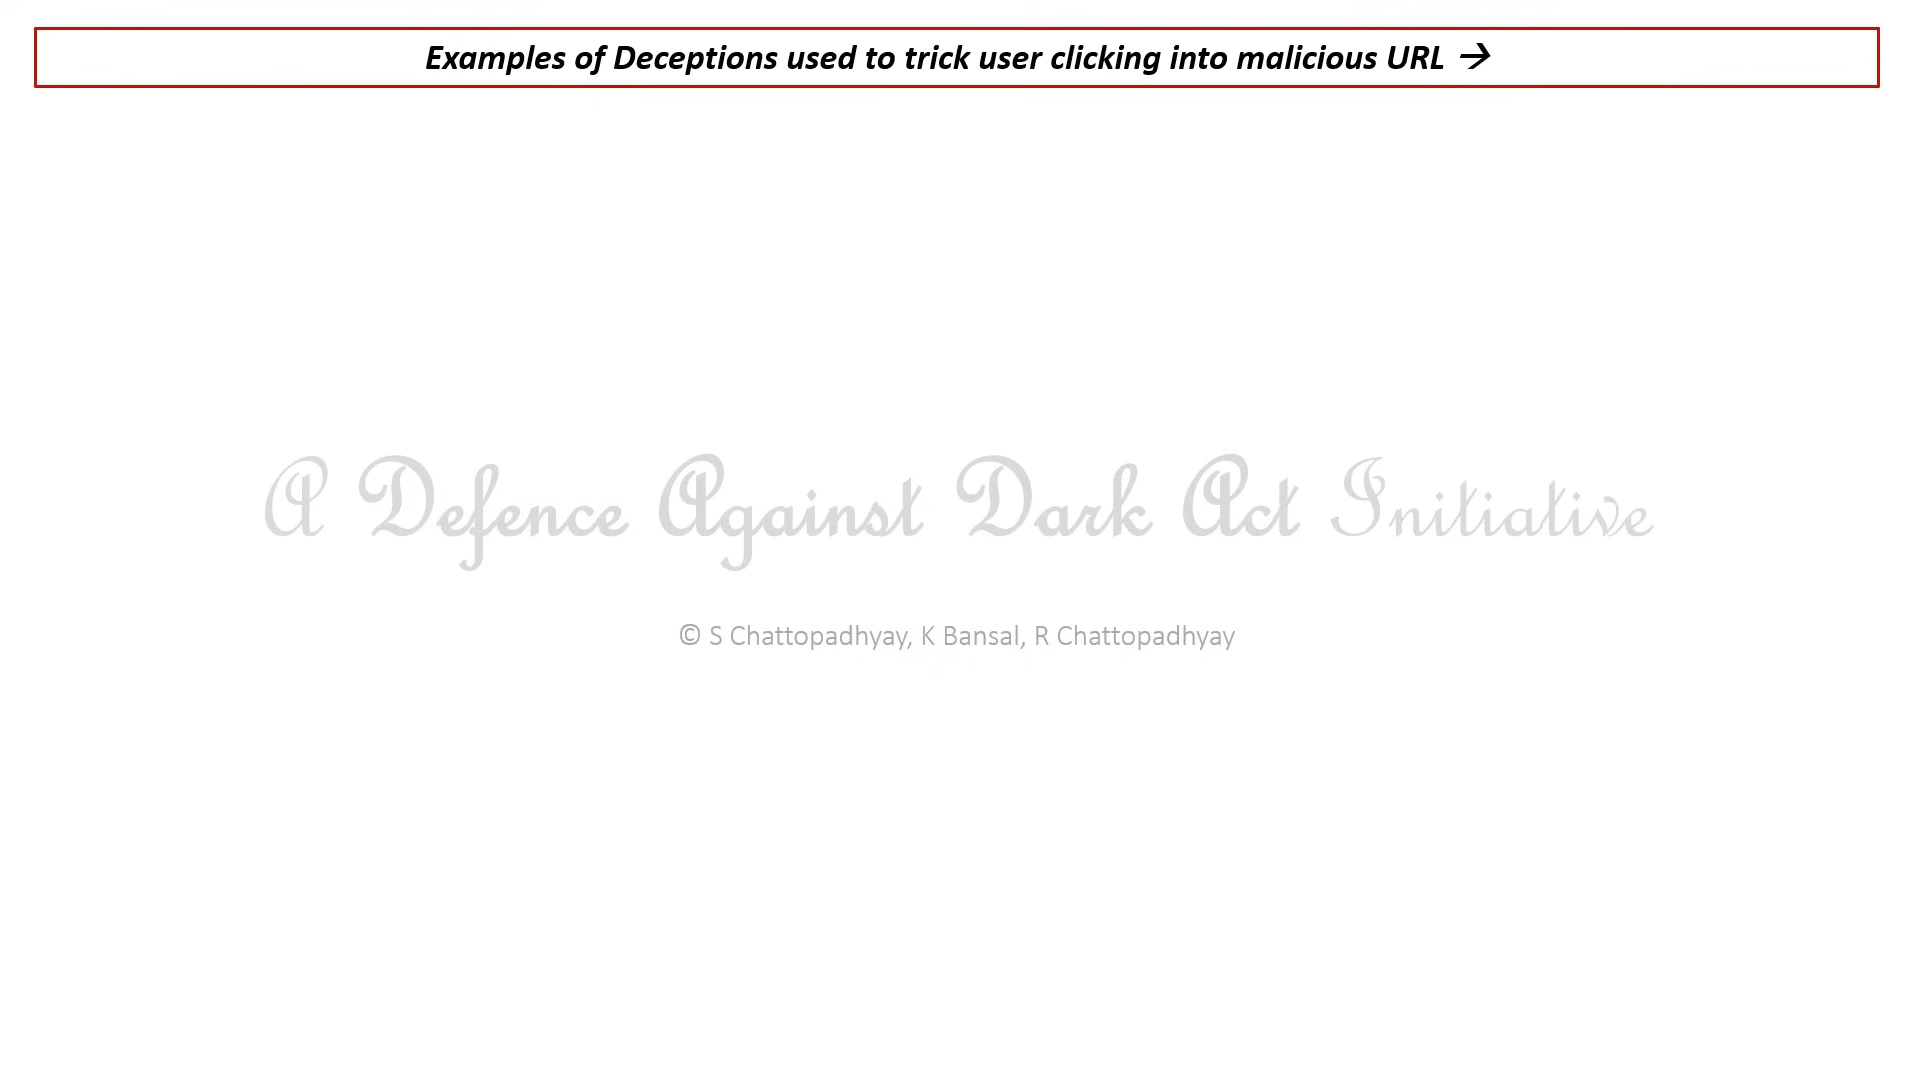 Examples of Deceptions used to trick user clicking into malicious URL →
A Defence Against Dark Act Initiative
© S Chattopadhyay, K Bansal, R Chattopadhyay